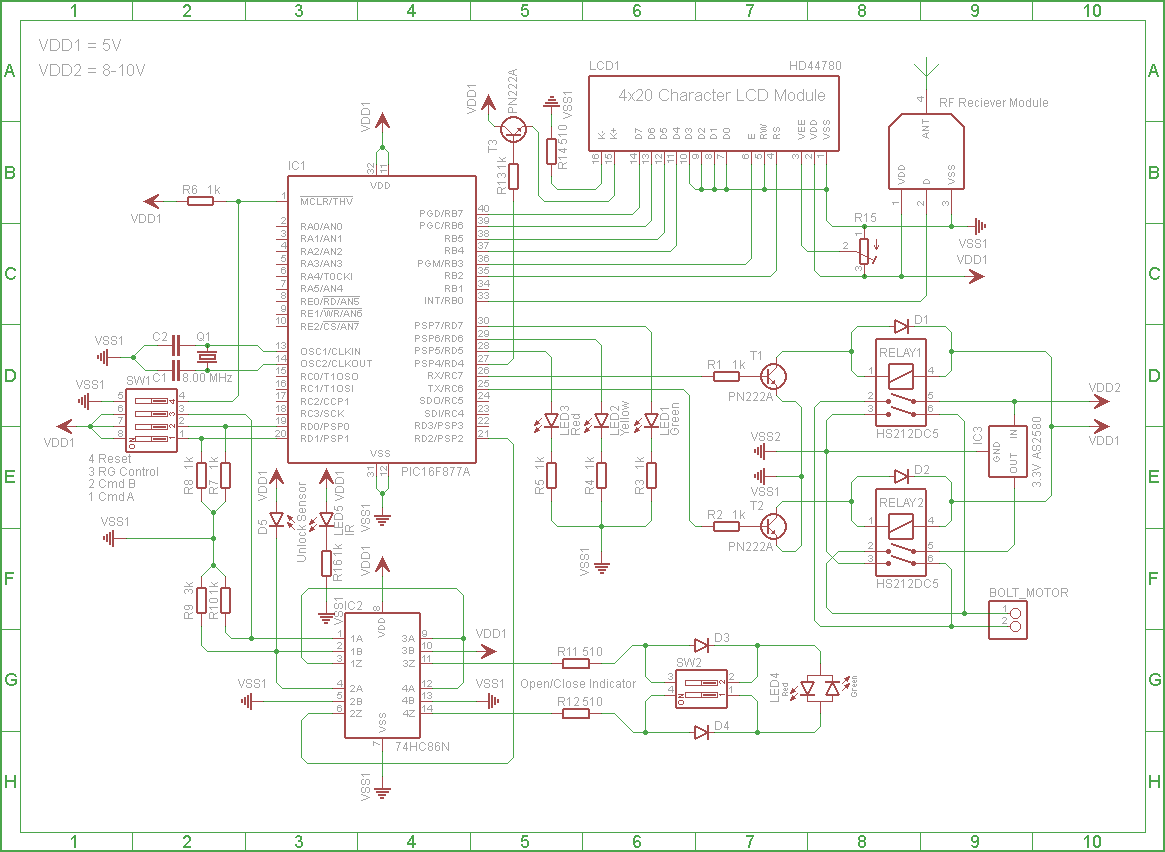 1 2 3 4 5 6 7 8 9 10
A
B
C
D
E
F
G
H
VDD1 = 5V
VDD2 = 8-10V
LCD1
HD44780
4x20 Character LCD Module
K- K+ D7 D6 D5 D4 D3 D2 D1 D0 E RW RS VEE VDD VSS
16 15 14 13 12 11 10 9 8 7 6 5 4 3 2 1
RF Reciever Module
4
ANT
VDD D VSS
1 2 3
VDD1
PN222A
T3
VSS1
R14 510
R13 1k
VDD1
32 11
IC1
VDD
R6 1k
VDD1
1 MCLR/THV
2 RA0/AN0
3 RA1/AN1
4 RA2/AN2
5 RA3/AN3
6 RA4/TOCKI
7 RA5/AN4
8 RE0/RD/AN5
9 RE1/WR/AN6
10 RE2/CS/AN7
13 OSC1/CLKIN
14 OSC2/CLKOUT
15 RC0/T1OSO
16 RC1/T1OSI
17 RC2/CCP1
18 RC3/SCK
19 RD0/PSP0
20 RD1/PSP1
PGD/RB7 40
PGC/RB6 39
RB5 38
RB4 37
PGM/RB3 36
RB2 35
RB1 34
INT/RB0 33
PSP7/RD7 30
PSP6/RD6 29
PSP5/RD5 28
PSP4/RD4 27
RX/RC7 26
TX/RC6 25
SDO/RC5 24
SDI/RC4 23
RD3/PSP3 22
RD2/PSP2 21
VSS
31 12
PIC16F877A
VSS1
R15
1
2
3
VSS1
VDD1
VSS1
C2
Q1
C1
8.00 MHz
VSS1
SW1
5 4
6 3
7 2
8 1
4
3
2
1
ON
VDD1
4 Reset
3 RG Control
2 Cmd B
1 Cmd A
R8 1k
R7 1k
VSS1
R9 3k
R10 1k
VDD1
D5
Unlock Sensor
VDD1
LED5
IR
R16 1k
VSS1
VDD1
LED3
Red
LED2
Yellow
LED1
Green
R5 1k
R4 1k
R3 1k
VSS1
R1 1k
T1
PN222A
R2 1k
T2
PN222A
VSS2
VSS1
D1
RELAY1
1 4
2 5
3 6
HS212DC5
D2
RELAY2
1 4
2 5
3 6
HS212DC5
VDD2
VDD1
IC3
GND
IN
OUT
3.3V AS2580
BOLT_MOTOR
1
2
IC2
8
VDD
1 1A
2 1B
3 1Z
4 2A
5 2B
6 2Z
3A 9
3B 10
3Z 11
4A 12
4B 13
4Z 14
VSS
7
74HC86N
VDD1
VSS1
VSS1
VSS1
R11 510
Open/Close Indicator
R12 510
D3
SW2
3 2
4 1
2
1
ON
D4
LED4
Red
Green